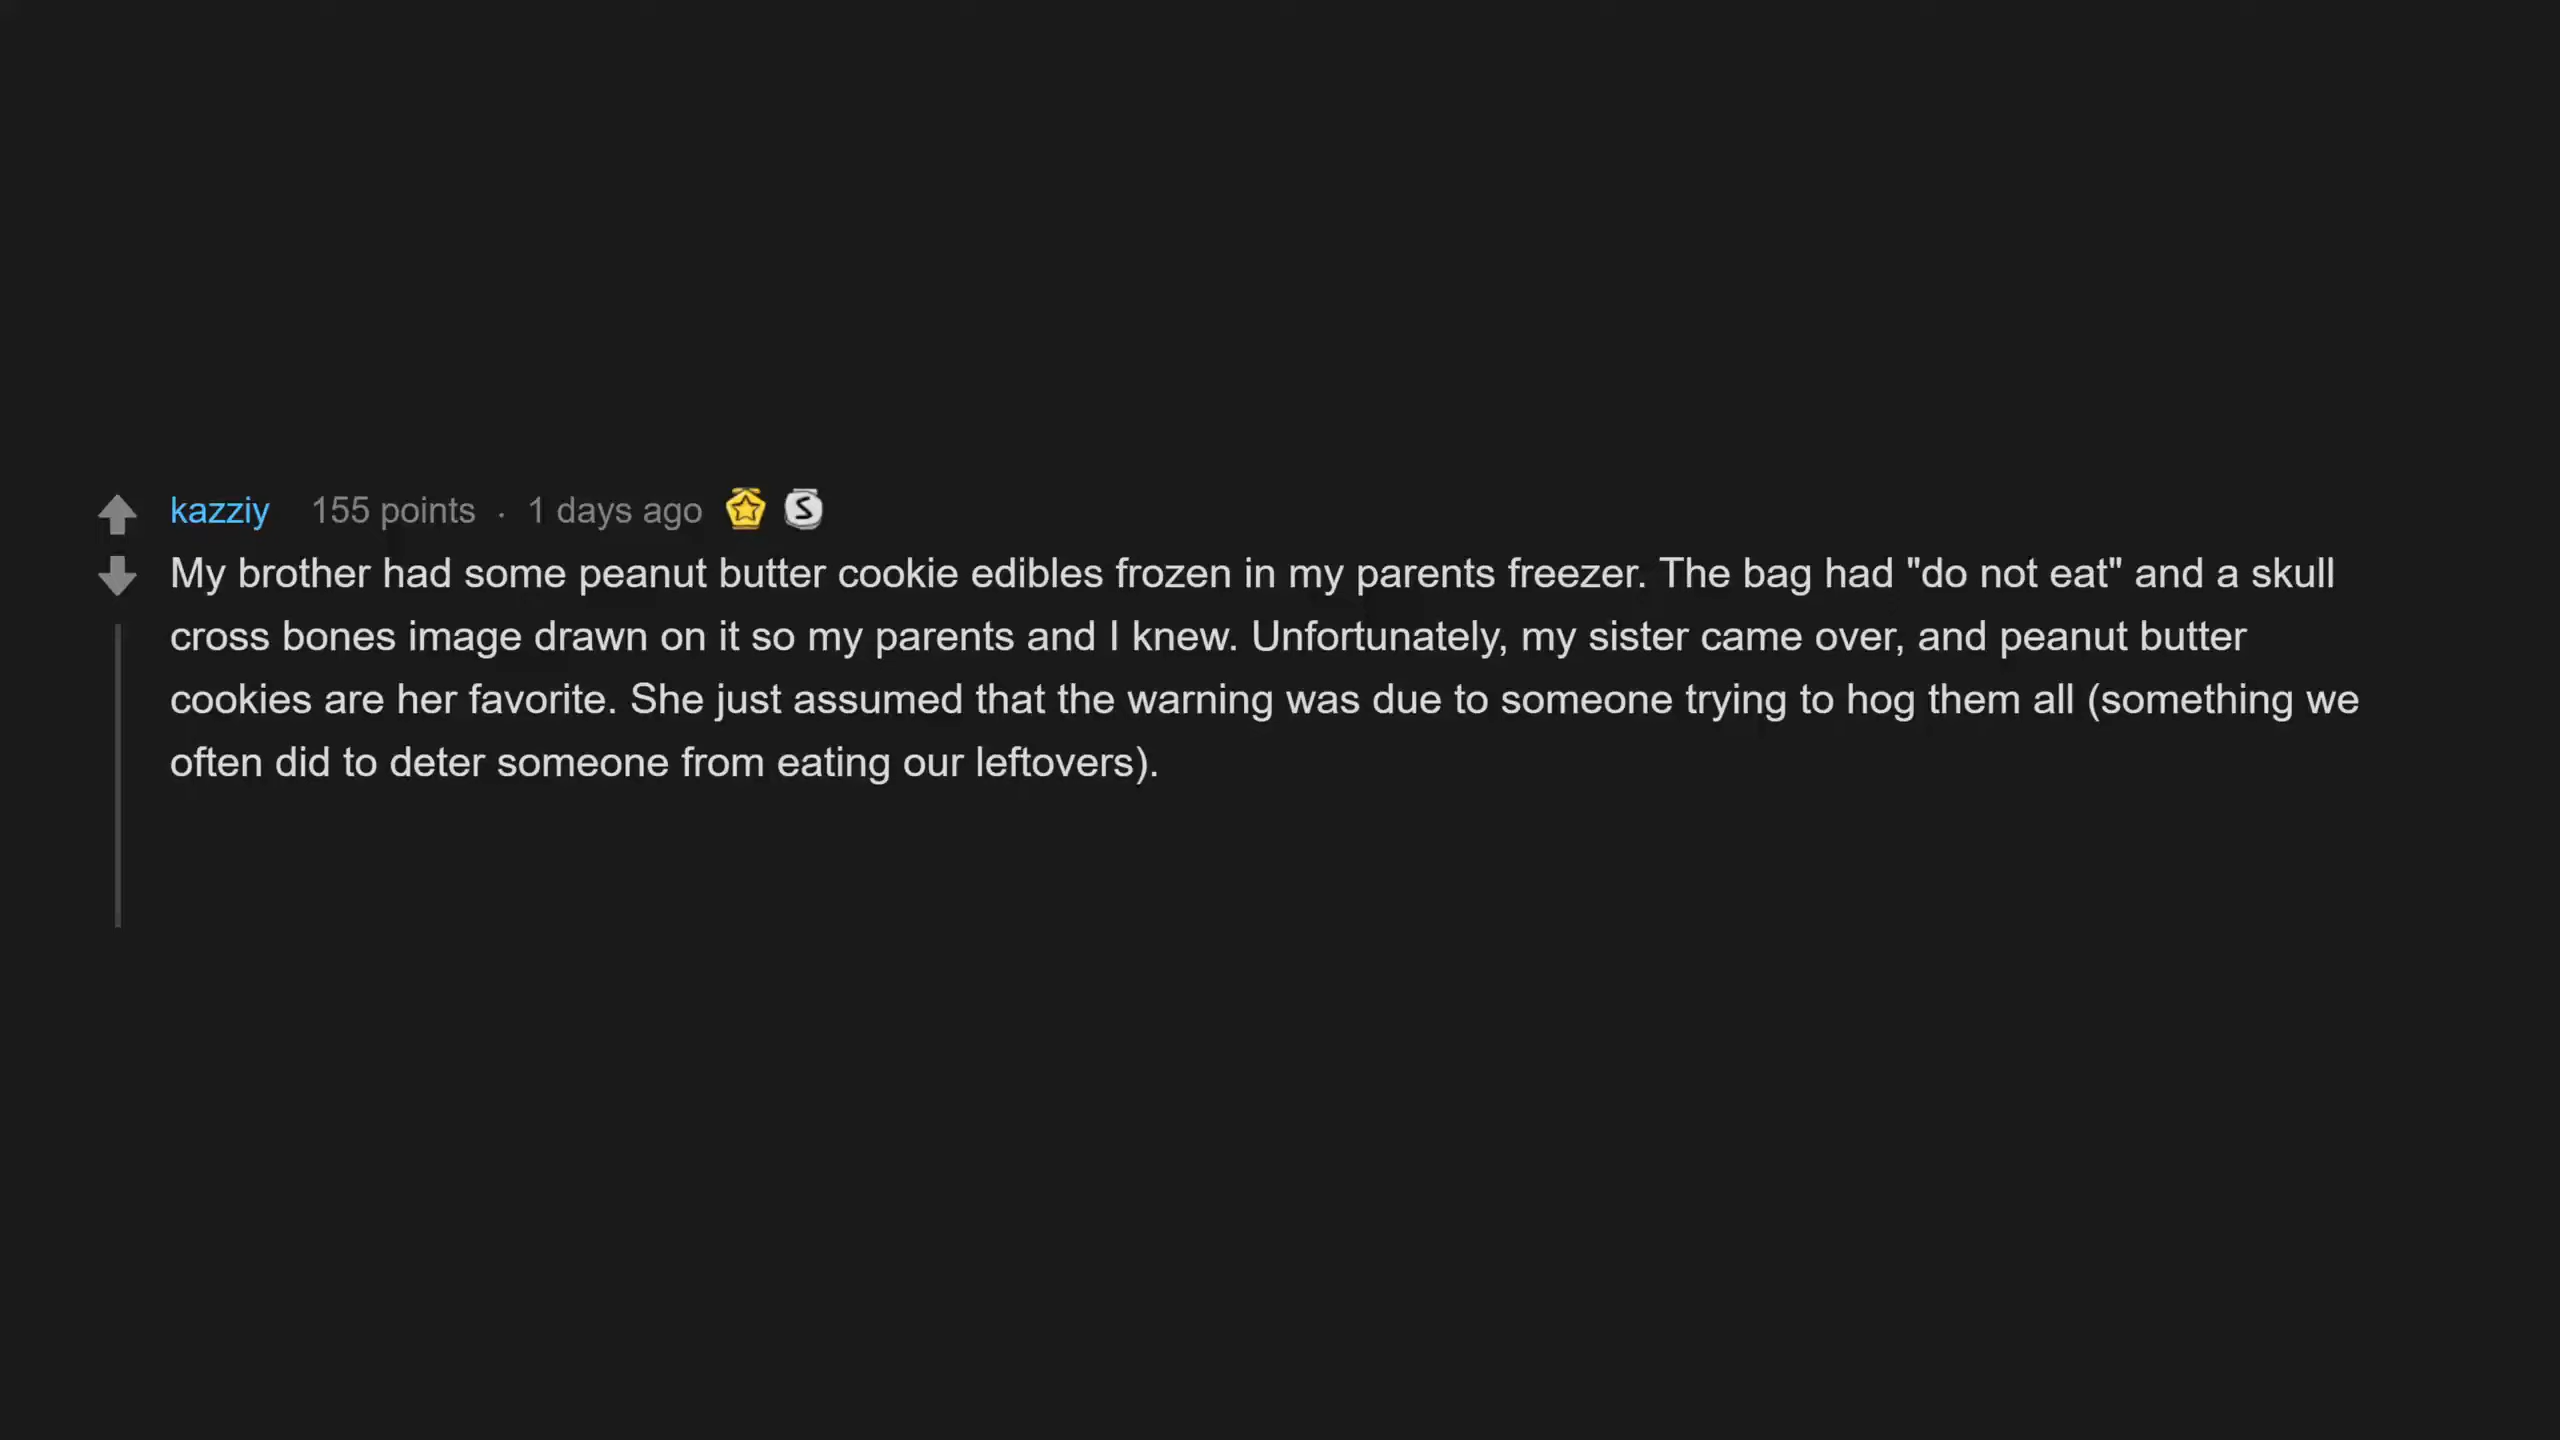 kazziy 155 points · 1 days ago
My brother had some peanut butter cookie edibles frozen in my parents freezer. The bag had "do not eat" and a skull
cross bones image drawn on it so my parents and I knew. Unfortunately, my sister came over, and peanut butter
cookies are her favorite. She just assumed that the warning was due to someone trying to hog them all (something we
often did to deter someone from eating our leftovers).